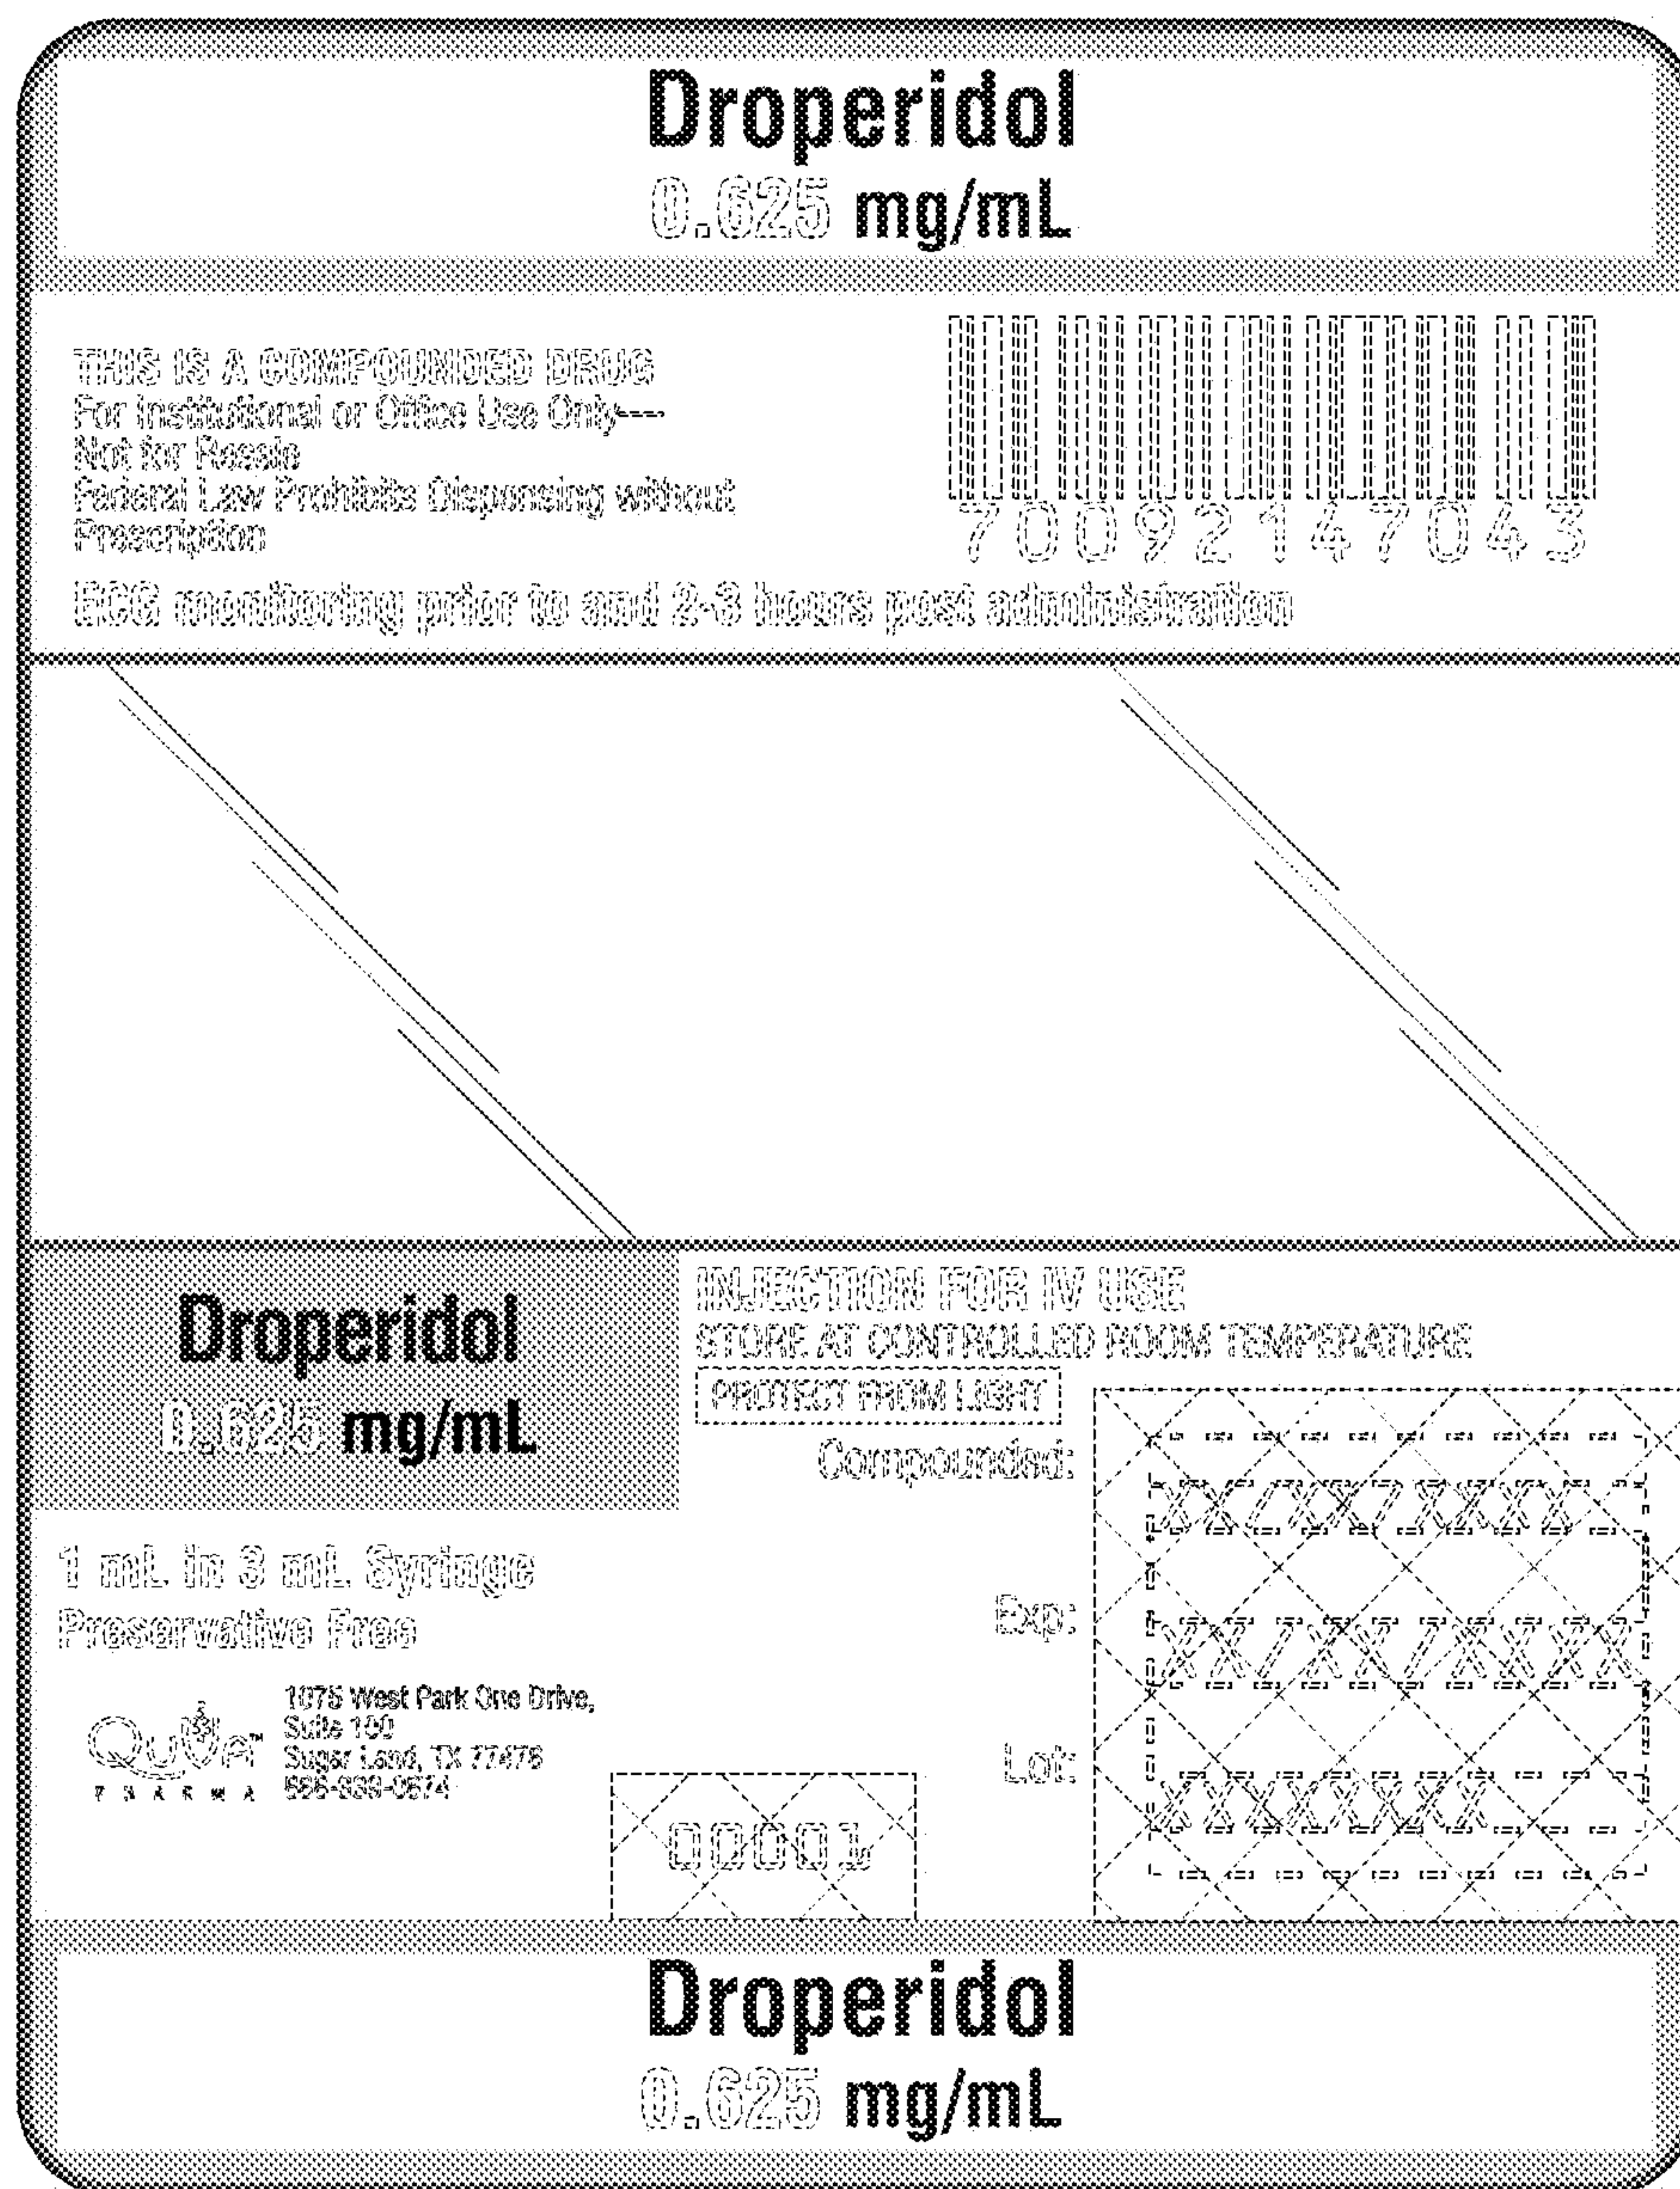 Droperidol
0.625 mg/mL
THIS IS A COMPOUNDED DRUG
For Institutional or Office Use Only---
Not for Resale
Federal Law Prohibits Dispensing without
Prescription
70092147043
ECG monitoring prior to and 2-3 hours post administration
Droperidol
0.625 mg/mL
INJECTION FOR IV USE
STORE AT CONTROLLED ROOM TEMPERATURE
PROTECT FROM LIGHT
Compounded: XX/XX/XXXX
Exp: XX/XX/XXXX
Lot: XXXXXXX
1 mL in 3 mL Syringe
Preservative Free
QuVa™
PHARMA
1075 West Park One Drive,
Suite 100
Sugar Land, TX
00001
Droperidol
0.625 mg/mL